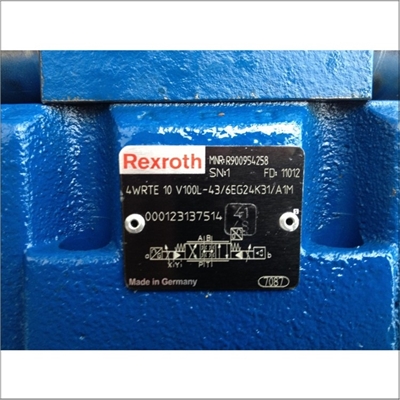 Rexroth
MNR: R900954258
SN:1 FD: 11012
4WRTE 10 V100L-43/6EG24K31/A1M
000123137514
41
A B
a b
X Y P T
Made in Germany
7087